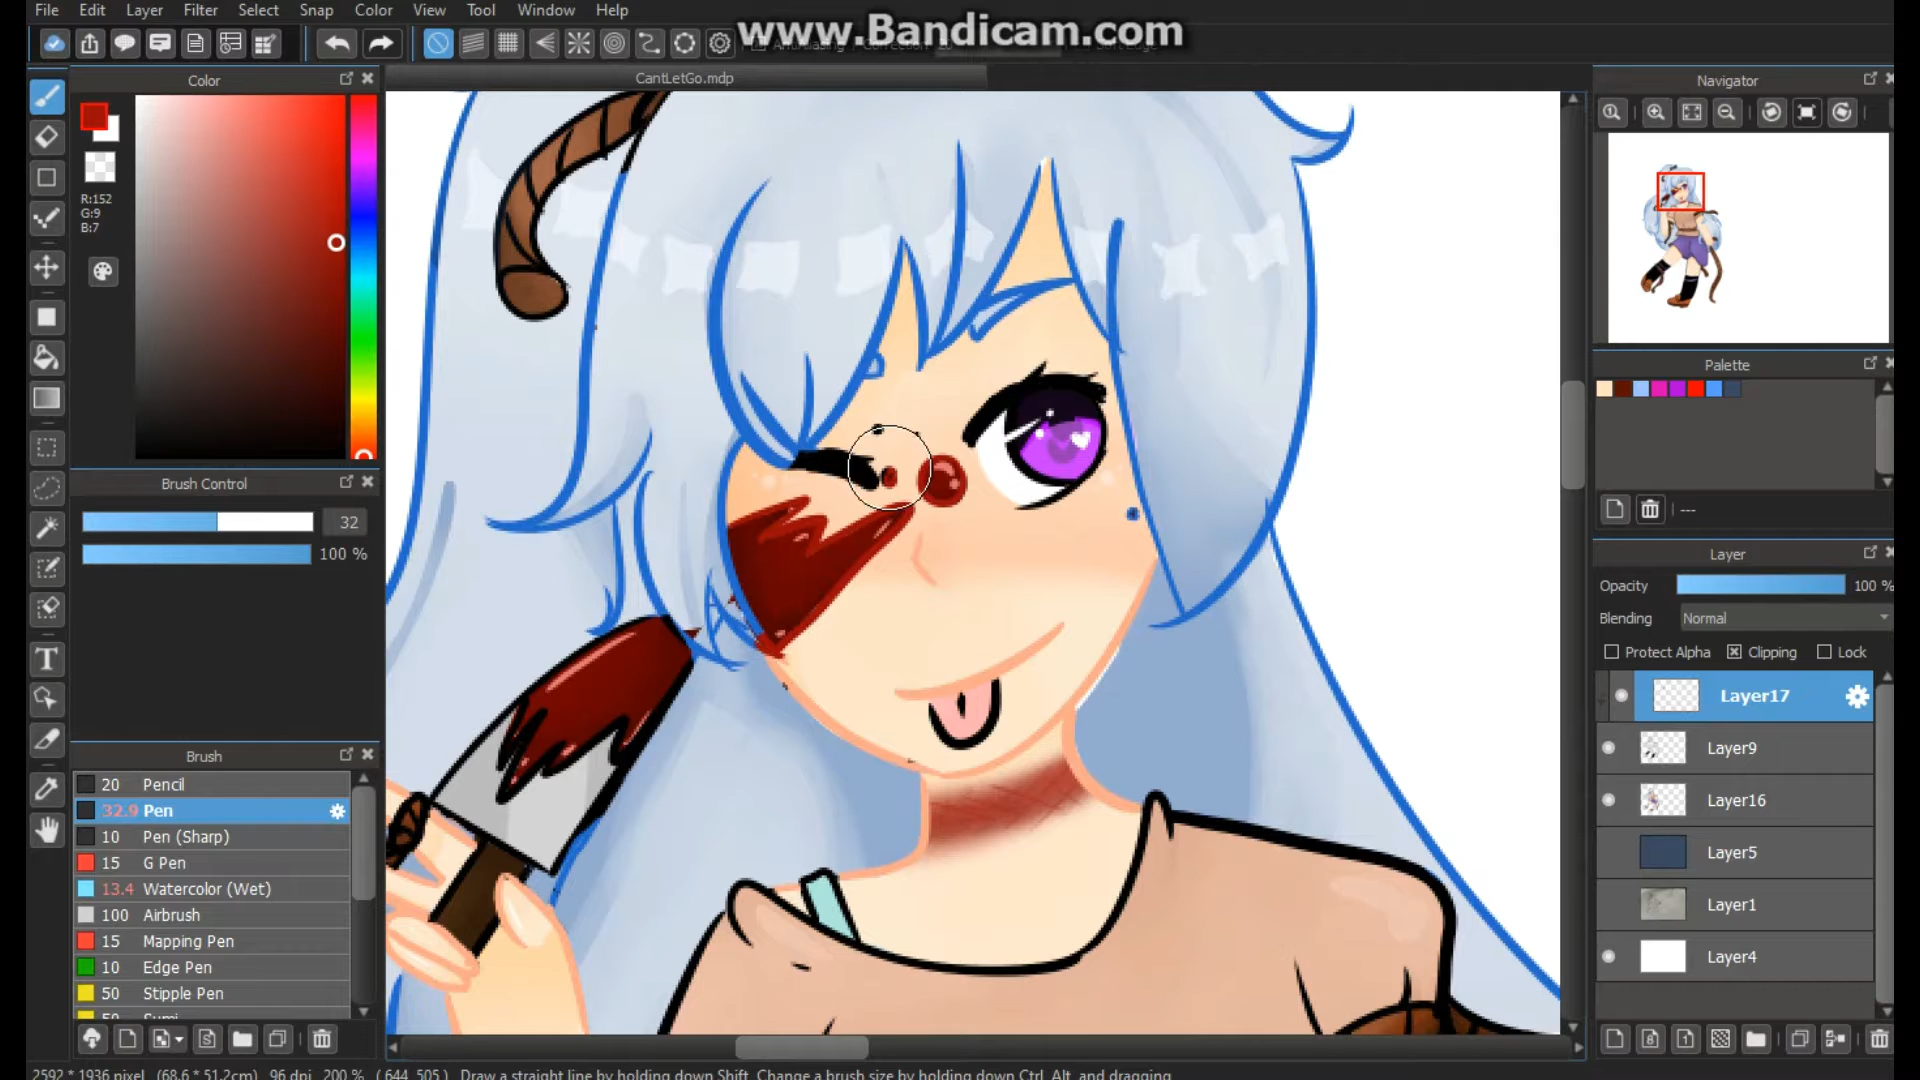 File Edit Layer Filter Select Snap Color View Tool Window Help
www.Bandicam.com
CantLetGo.mdp
Color
R:152
G:9
B:7
Brush Control
32
100 %
Brush
20 Pencil
32.9 Pen
10 Pen (Sharp)
15 G Pen
13.4 Watercolor (Wet)
100 Airbrush
15 Mapping Pen
10 Edge Pen
50 Stipple Pen
50 Sumi
Navigator
Palette
---
Layer
Opacity 100 %
Blending Normal
Protect Alpha Clipping Lock
Layer17
Layer9
Layer16
Layer5
Layer1
Layer4
2592 * 1936 pixel (68.6 * 51.2cm) 96 dpi 200 % ( 644, 505 ) Draw a straight line by holding down Shift, Change a brush size by holding down Ctrl, Alt, and dragging